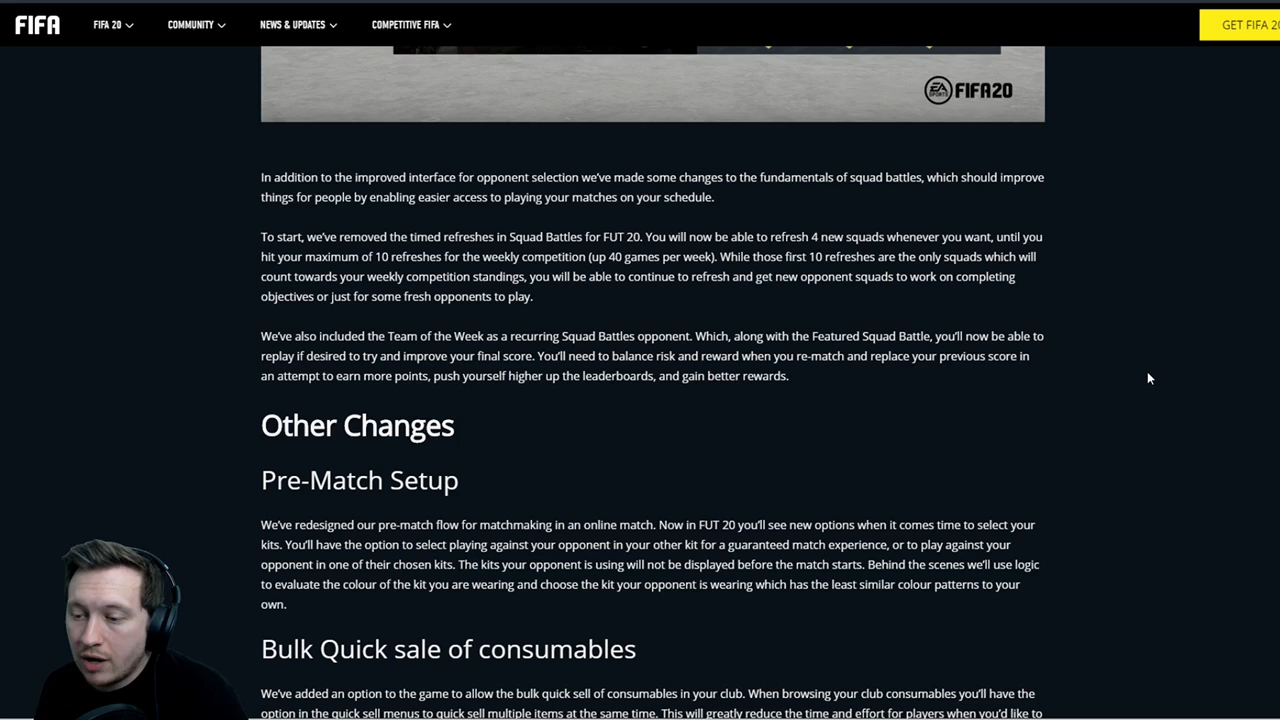 FIFA
FIFA 20
COMMUNITY
NEWS & UPDATES
COMPETITIVE FIFA
GET FIFA 20
EA SPORTS FIFA20
In addition to the improved interface for opponent selection we've made some changes to the fundamentals of squad battles, which should improve
things for people by enabling easier access to playing your matches on your schedule.
To start, we've removed the timed refreshes in Squad Battles for FUT 20. You will now be able to refresh 4 new squads whenever you want, until you
hit your maximum of 10 refreshes for the weekly competition (up 40 games per week). While those first 10 refreshes are the only squads which will
count towards your weekly competition standings, you will be able to continue to refresh and get new opponent squads to work on completing
objectives or just for some fresh opponents to play.
We've also included the Team of the Week as a recurring Squad Battles opponent. Which, along with the Featured Squad Battle, you'll now be able to
replay if desired to try and improve your final score. You'll need to balance risk and reward when you re-match and replace your previous score in
an attempt to earn more points, push yourself higher up the leaderboards, and gain better rewards.
Other Changes
Pre-Match Setup
We've redesigned our pre-match flow for matchmaking in an online match. Now in FUT 20 you'll see new options when it comes time to select your
kits. You'll have the option to select playing against your opponent in your other kit for a guaranteed match experience, or to play against your
opponent in one of their chosen kits. The kits your opponent is using will not be displayed before the match starts. Behind the scenes we'll use logic
to evaluate the colour of the kit you are wearing and choose the kit your opponent is wearing which has the least similar colour patterns to your
own.
Bulk Quick sale of consumables
We've added an option to the game to allow the bulk quick sell of consumables in your club. When browsing your club consumables you'll have the
option in the quick sell menus to quick sell multiple items at the same time. This will greatly reduce the time and effort for players when you'd like to